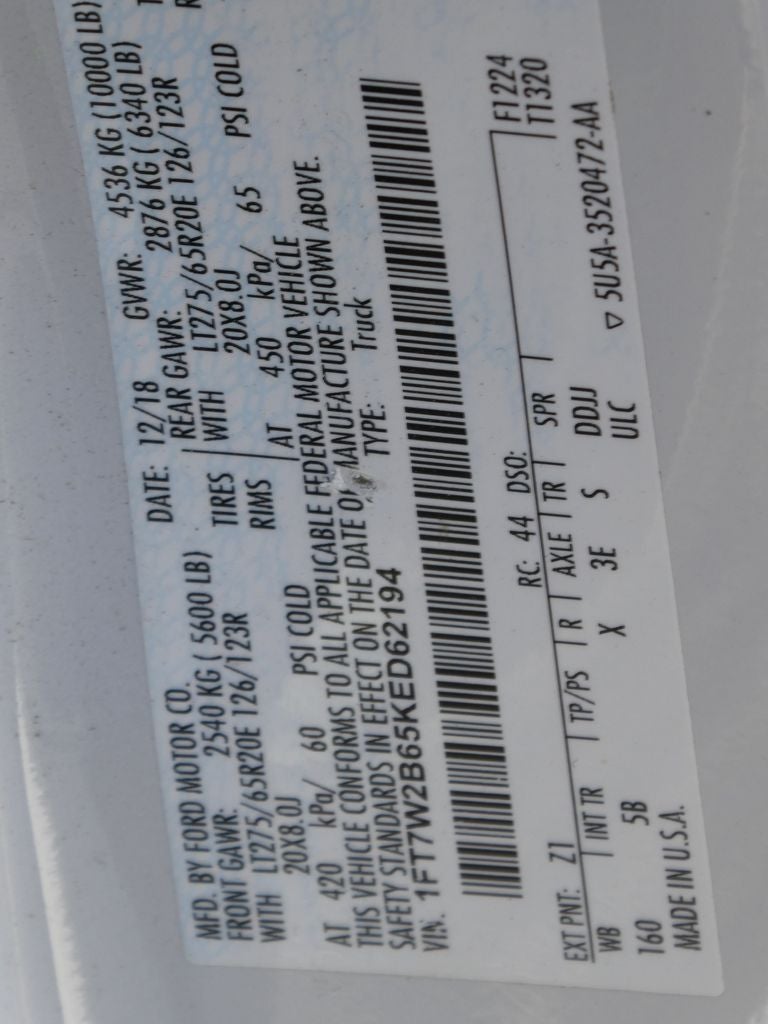 MFD. BY FORD MOTOR CO. DATE: 12/18 GVWR: 4536 KG (10000 LB)
FRONT GAWR: 2540 KG ( 5600 LB) REAR GAWR: 2876 KG ( 6340 LB)
WITH LT275/65R20E 126/123R TIRES WITH LT275/65R20E 126/123R
20X8.0J RIMS 20X8.0J
AT 420 kPa/ 60 PSI COLD AT 450 kPa/ 65 PSI COLD
THIS VEHICLE CONFORMS TO ALL APPLICABLE FEDERAL MOTOR VEHICLE
SAFETY STANDARDS IN EFFECT ON THE DATE OF MANUFACTURE SHOWN ABOVE.
VIN: 1FT7W2B65KED62194 TYPE: Truck
F1224
T1320
EXT PNT: Z1 RC: 44 DSO:
WB INT TR TP/PS R AXLE TR SPR
160 5B X 3E S DDJJ
ULC
MADE IN U.S.A. ▽ 5U5A-3520472-AA